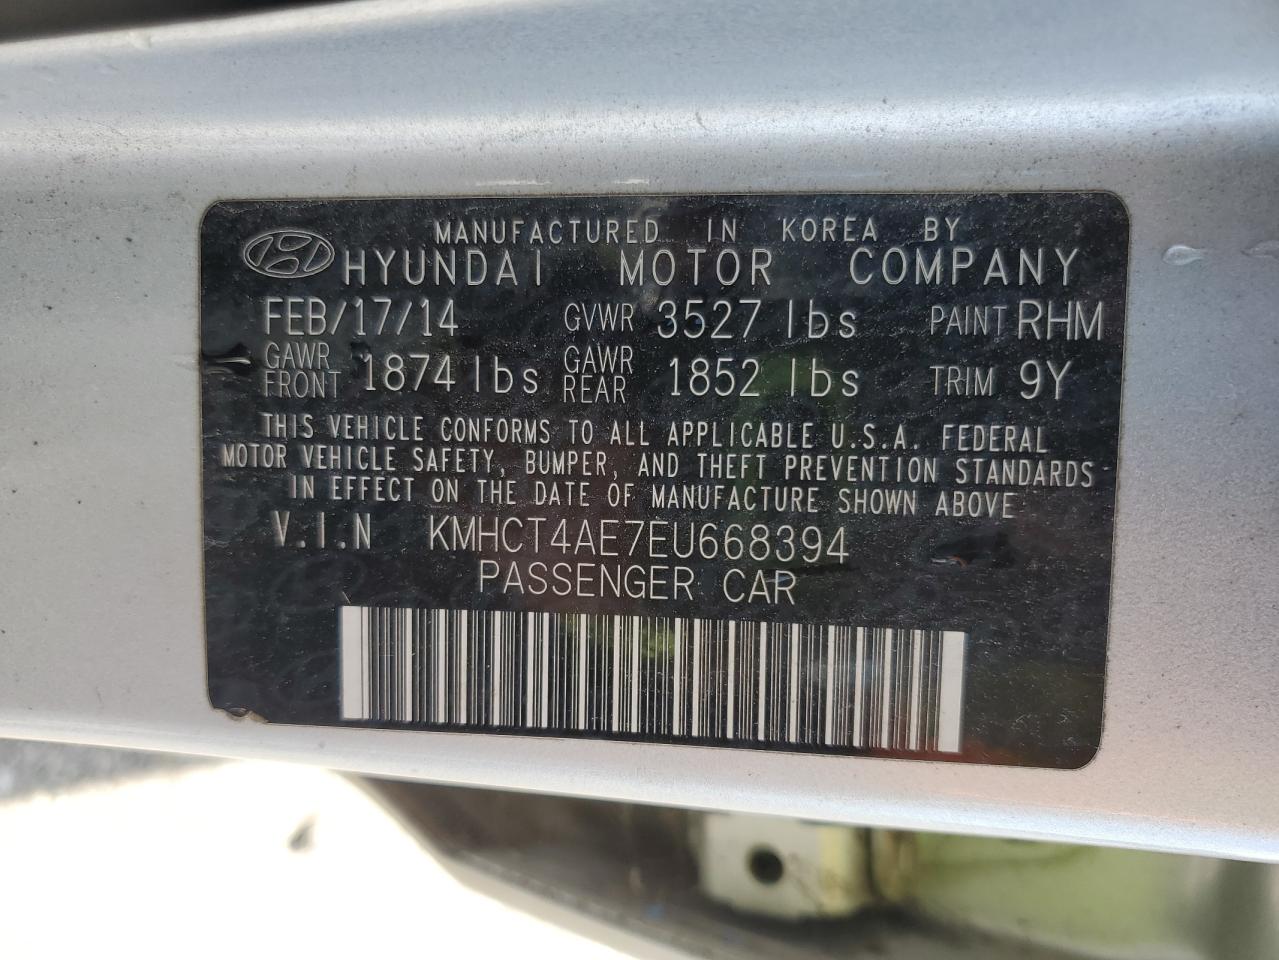 MANUFACTURED IN KOREA BY
HYUNDAI MOTOR COMPANY
FEB/17/14 GVWR 3527 lbs PAINT RHM
GAWR FRONT 1874 lbs GAWR REAR 1852 lbs TRIM 9Y
THIS VEHICLE CONFORMS TO ALL APPLICABLE U.S.A. FEDERAL
MOTOR VEHICLE SAFETY, BUMPER, AND THEFT PREVENTION STANDARDS
IN EFFECT ON THE DATE OF MANUFACTURE SHOWN ABOVE
V.I.N KMHCT4AE7EU668394
PASSENGER CAR